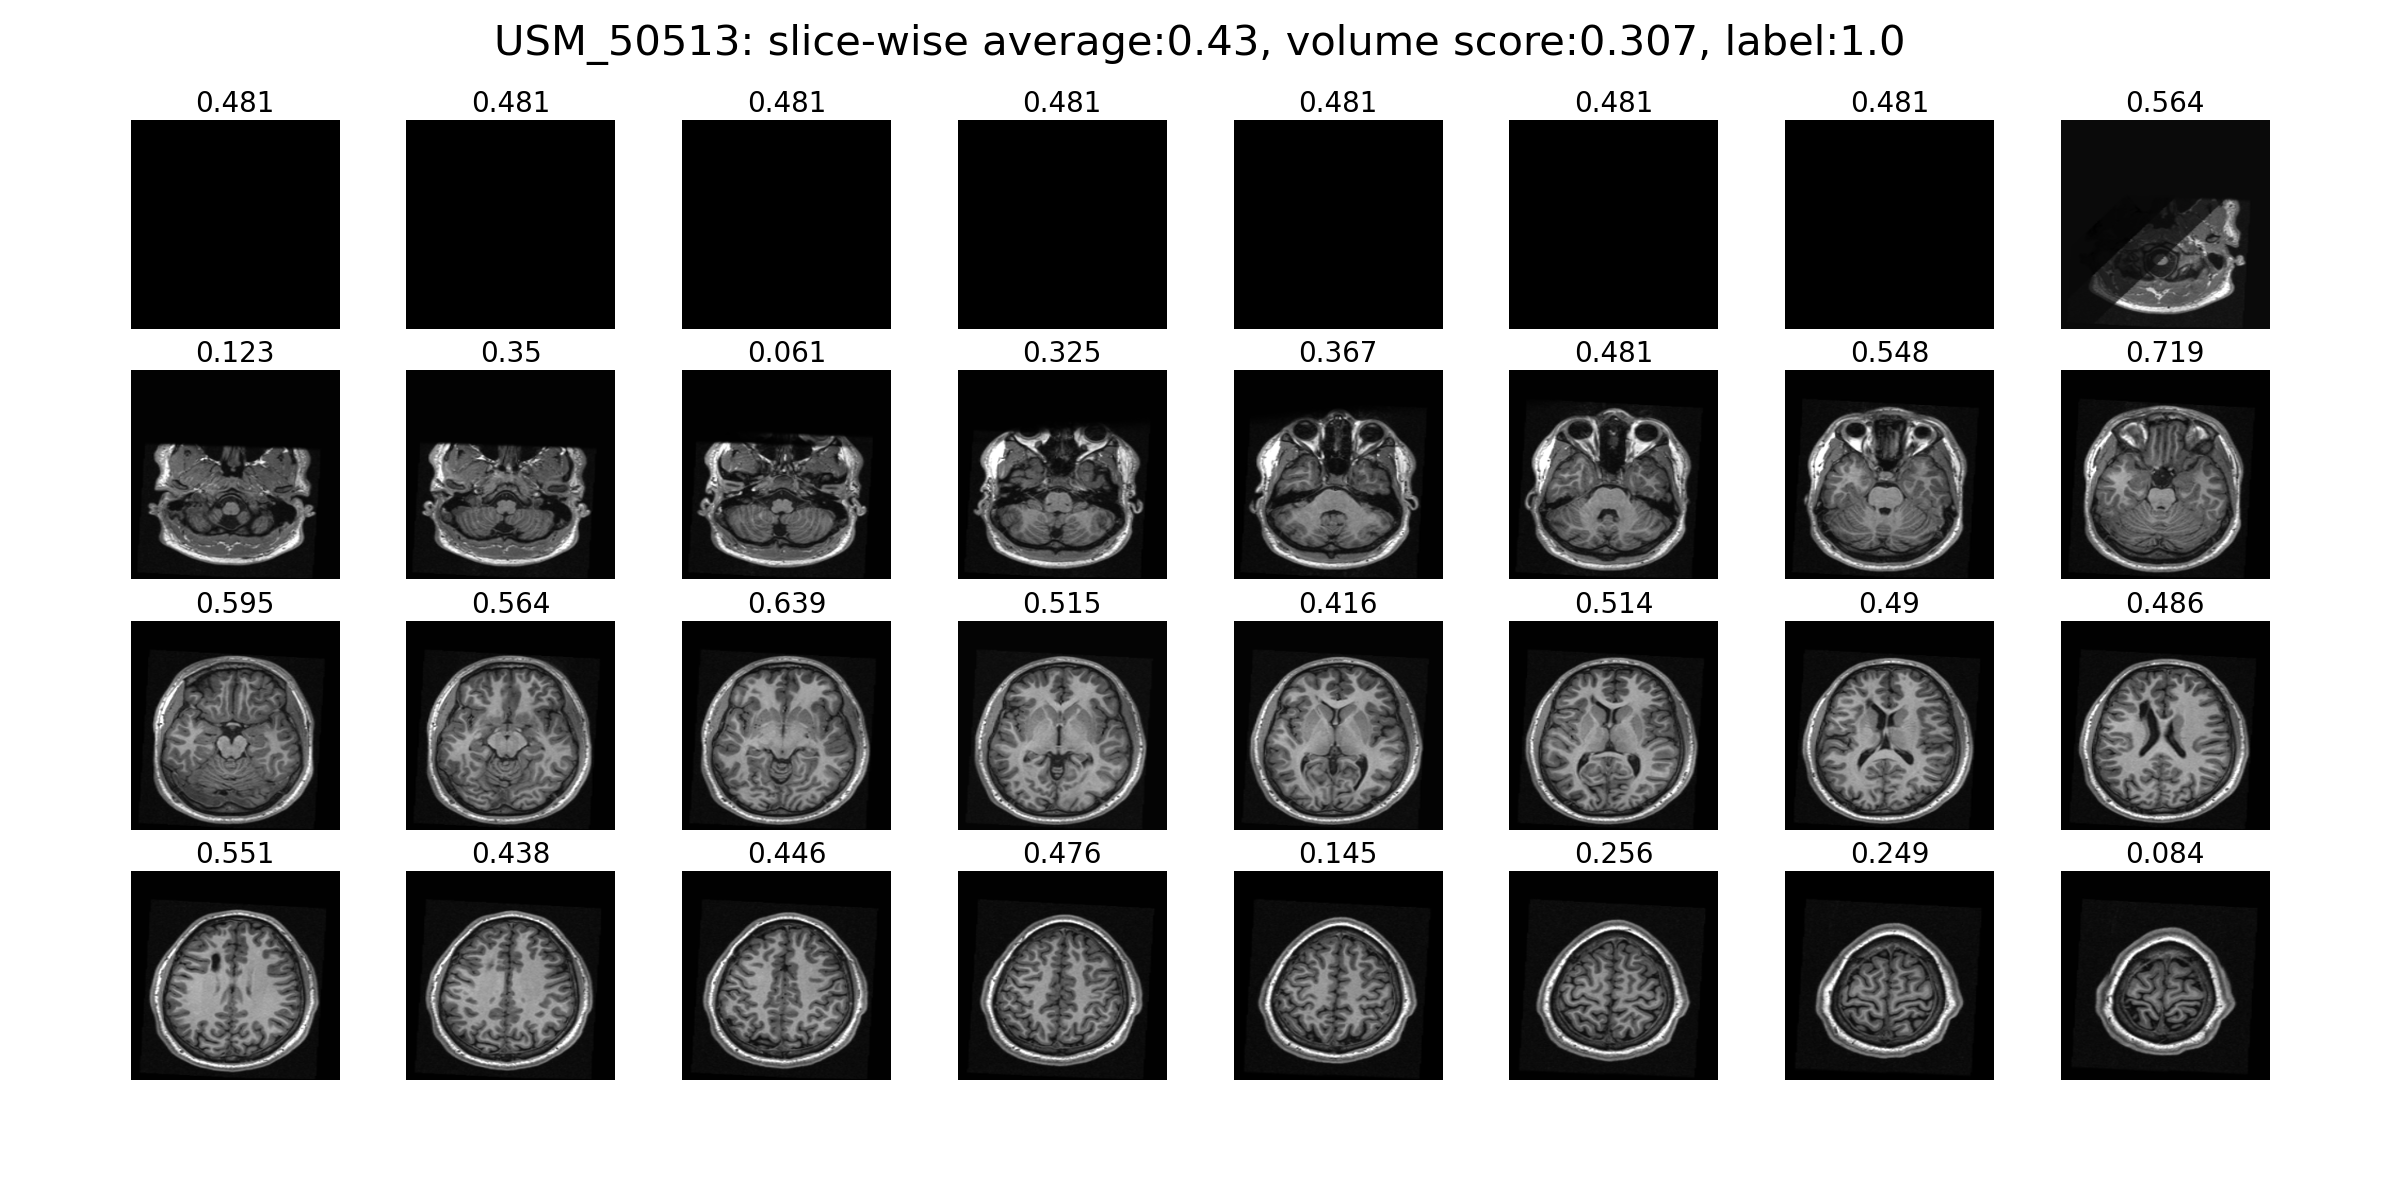 USM_50513: slice-wise average:0.43, volume score:0.307, label:1.0
0.481 0.481 0.481 0.481 0.481 0.481 0.481 0.564
0.123 0.35 0.061 0.325 0.367 0.481 0.548 0.719
0.595 0.564 0.639 0.515 0.416 0.514 0.49 0.486
0.551 0.438 0.446 0.476 0.145 0.256 0.249 0.084